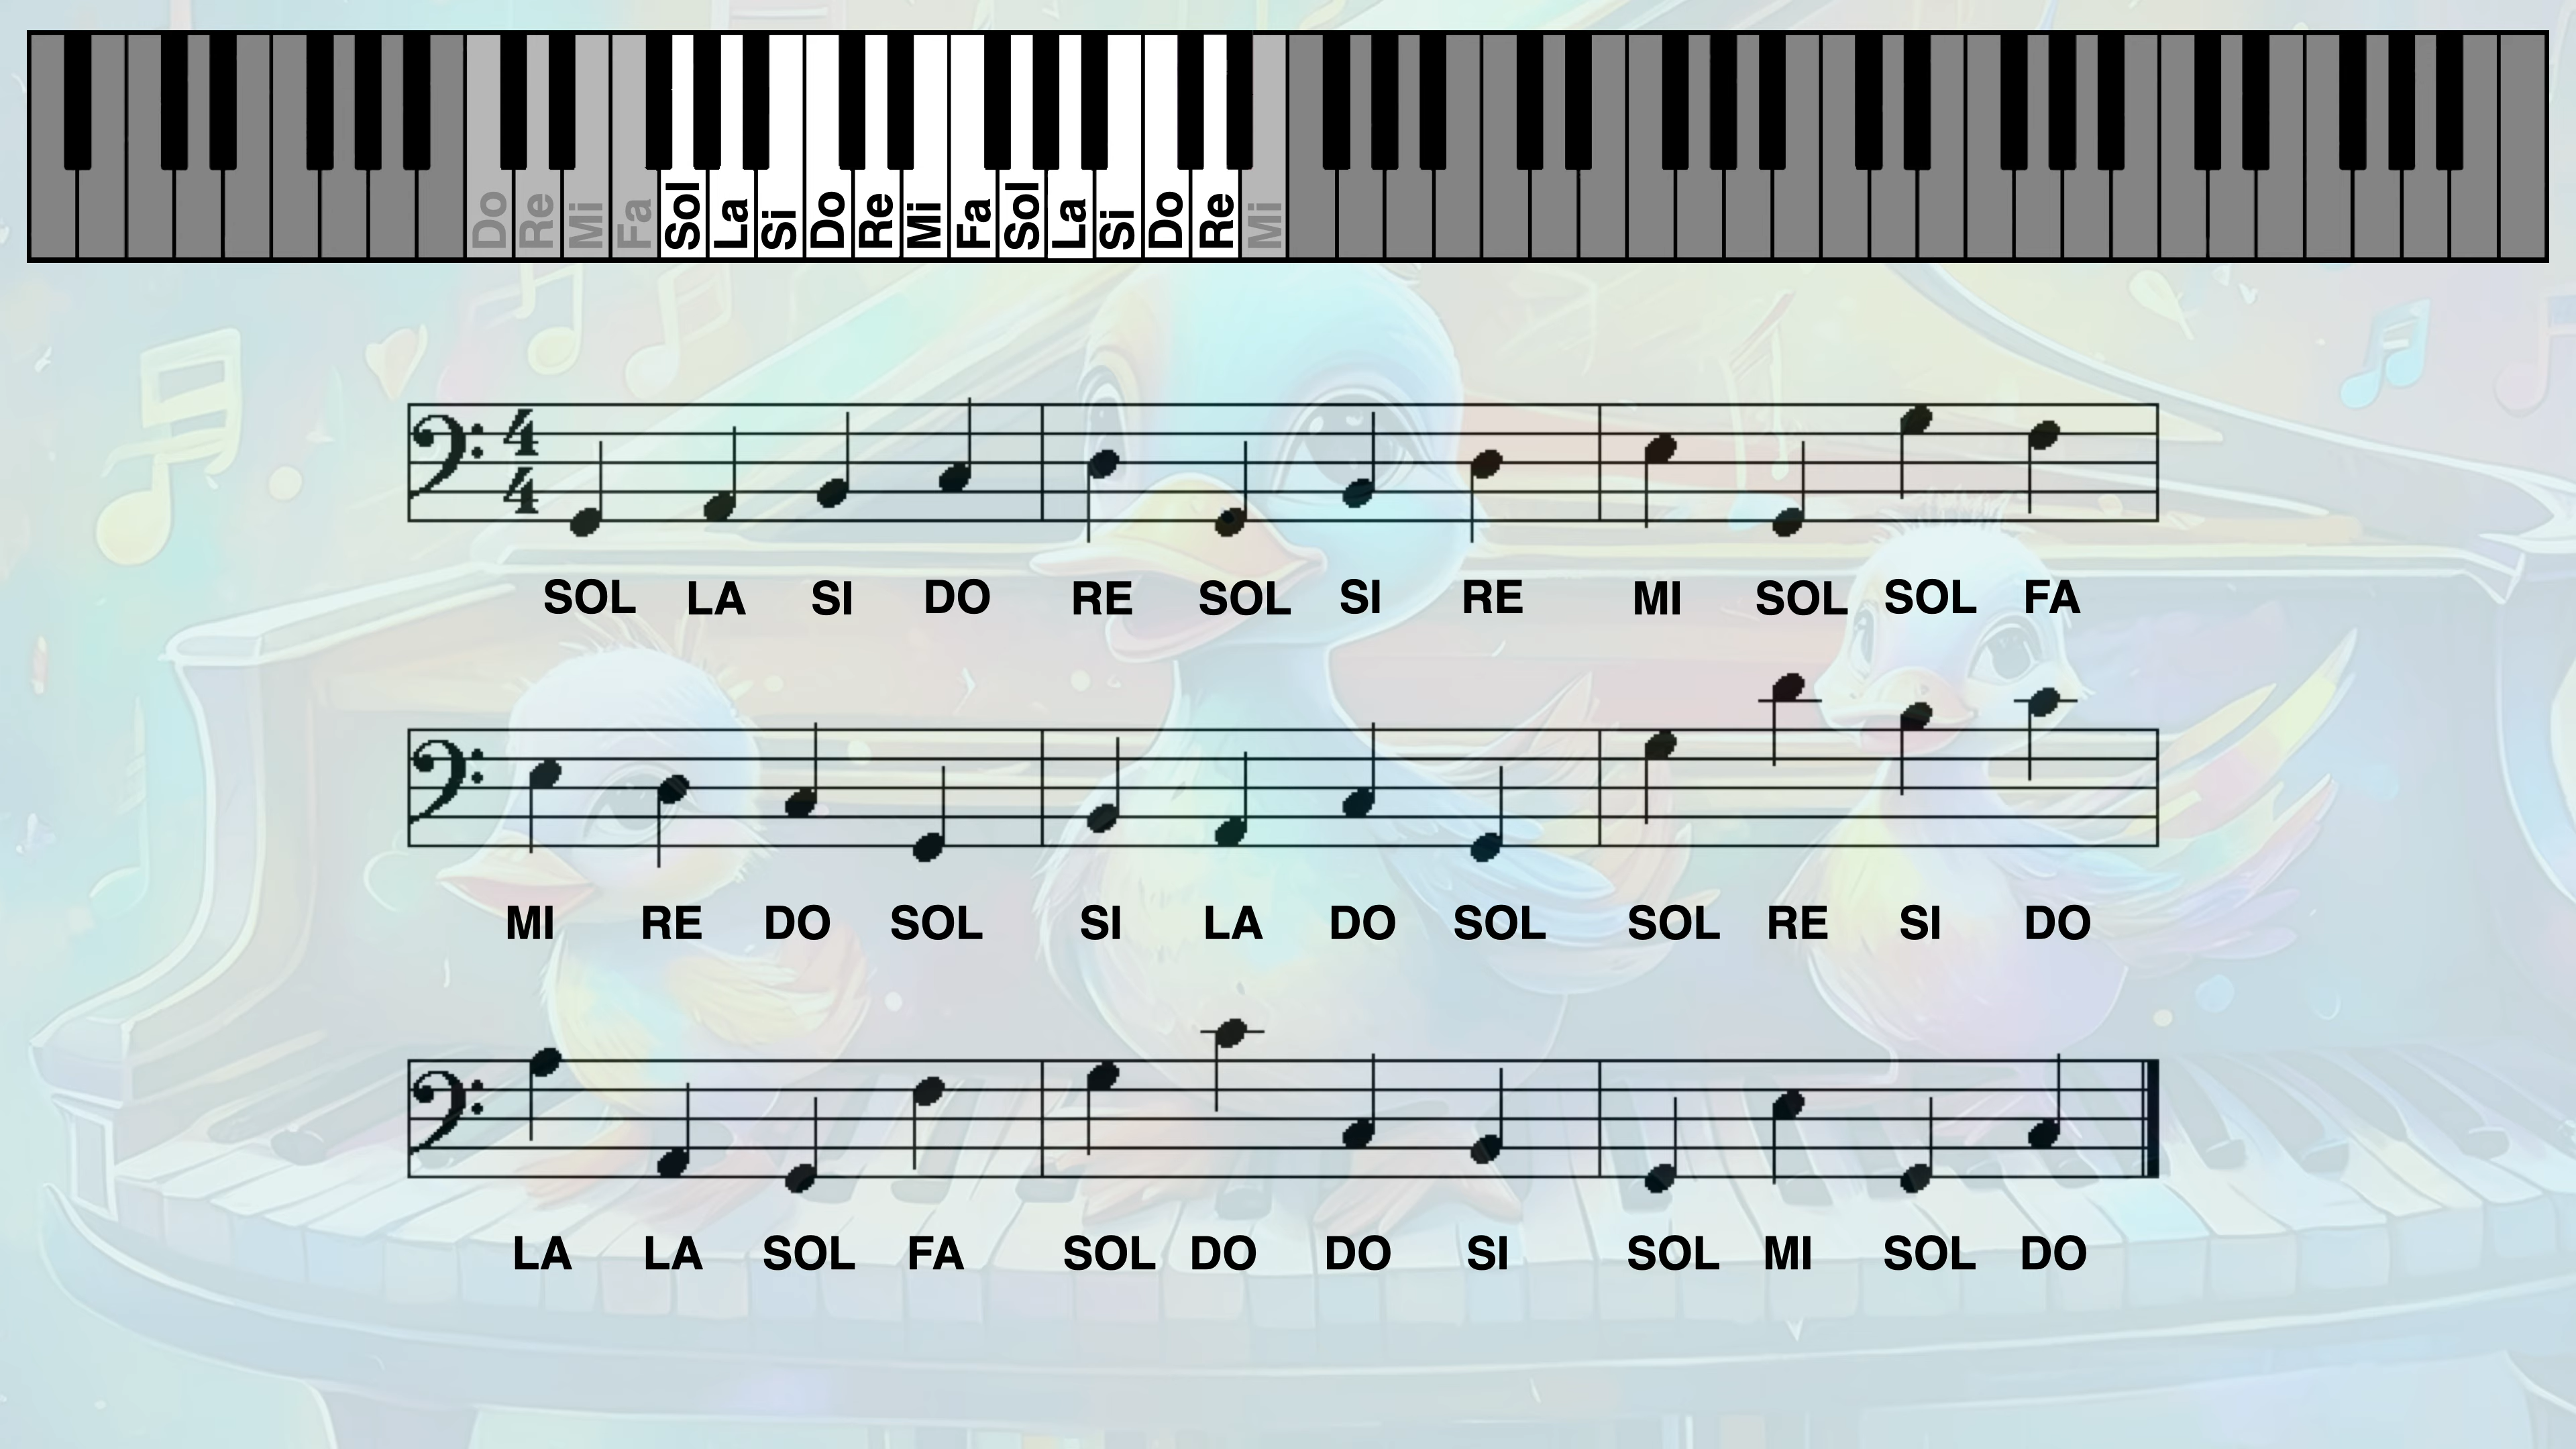 Do Re Mi Fa Sol La Si Do Re Mi Fa Sol La Si Do Re Mi
4
4
SOL LA SI DO RE SOL SI RE MI SOL SOL FA
MI RE DO SOL SI LA DO SOL SOL RE SI DO
LA LA SOL FA SOL DO DO SI SOL MI SOL DO